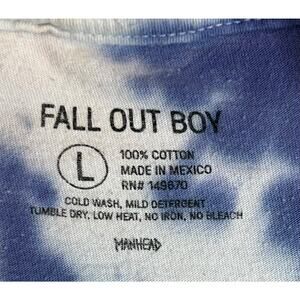 FALL OUT BOY
L
100% COTTON
MADE IN MEXICO
RN# 149670
COLD WASH, MILD DETERGENT
TUMBLE DRY, LOW HEAT, NO IRON, NO BLEACH
MANHEAD